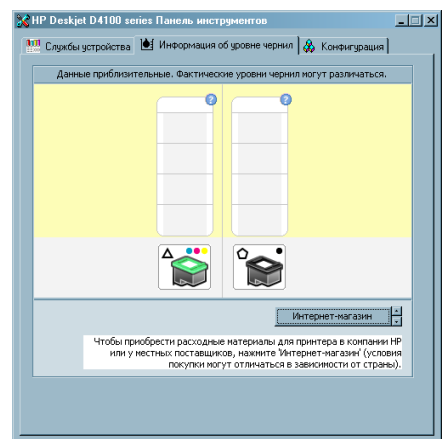 HP Deskjet D4100 series Панель инструментов
Службы устройства Информация об уровне чернил Конфигурация
Данные приблизительные. Фактические уровни чернил могут различаться.
? ?
Интернет-магазин
Чтобы приобрести расходные материалы для принтера в компании HP
или у местных поставщиков, нажмите 'Интернет-магазин' (условия
покупки могут отличаться в зависимости от страны).